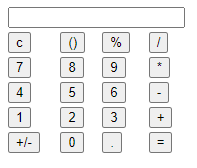 c () % /
7 8 9 *
4 5 6 -
1 2 3 +
+/- 0 . =